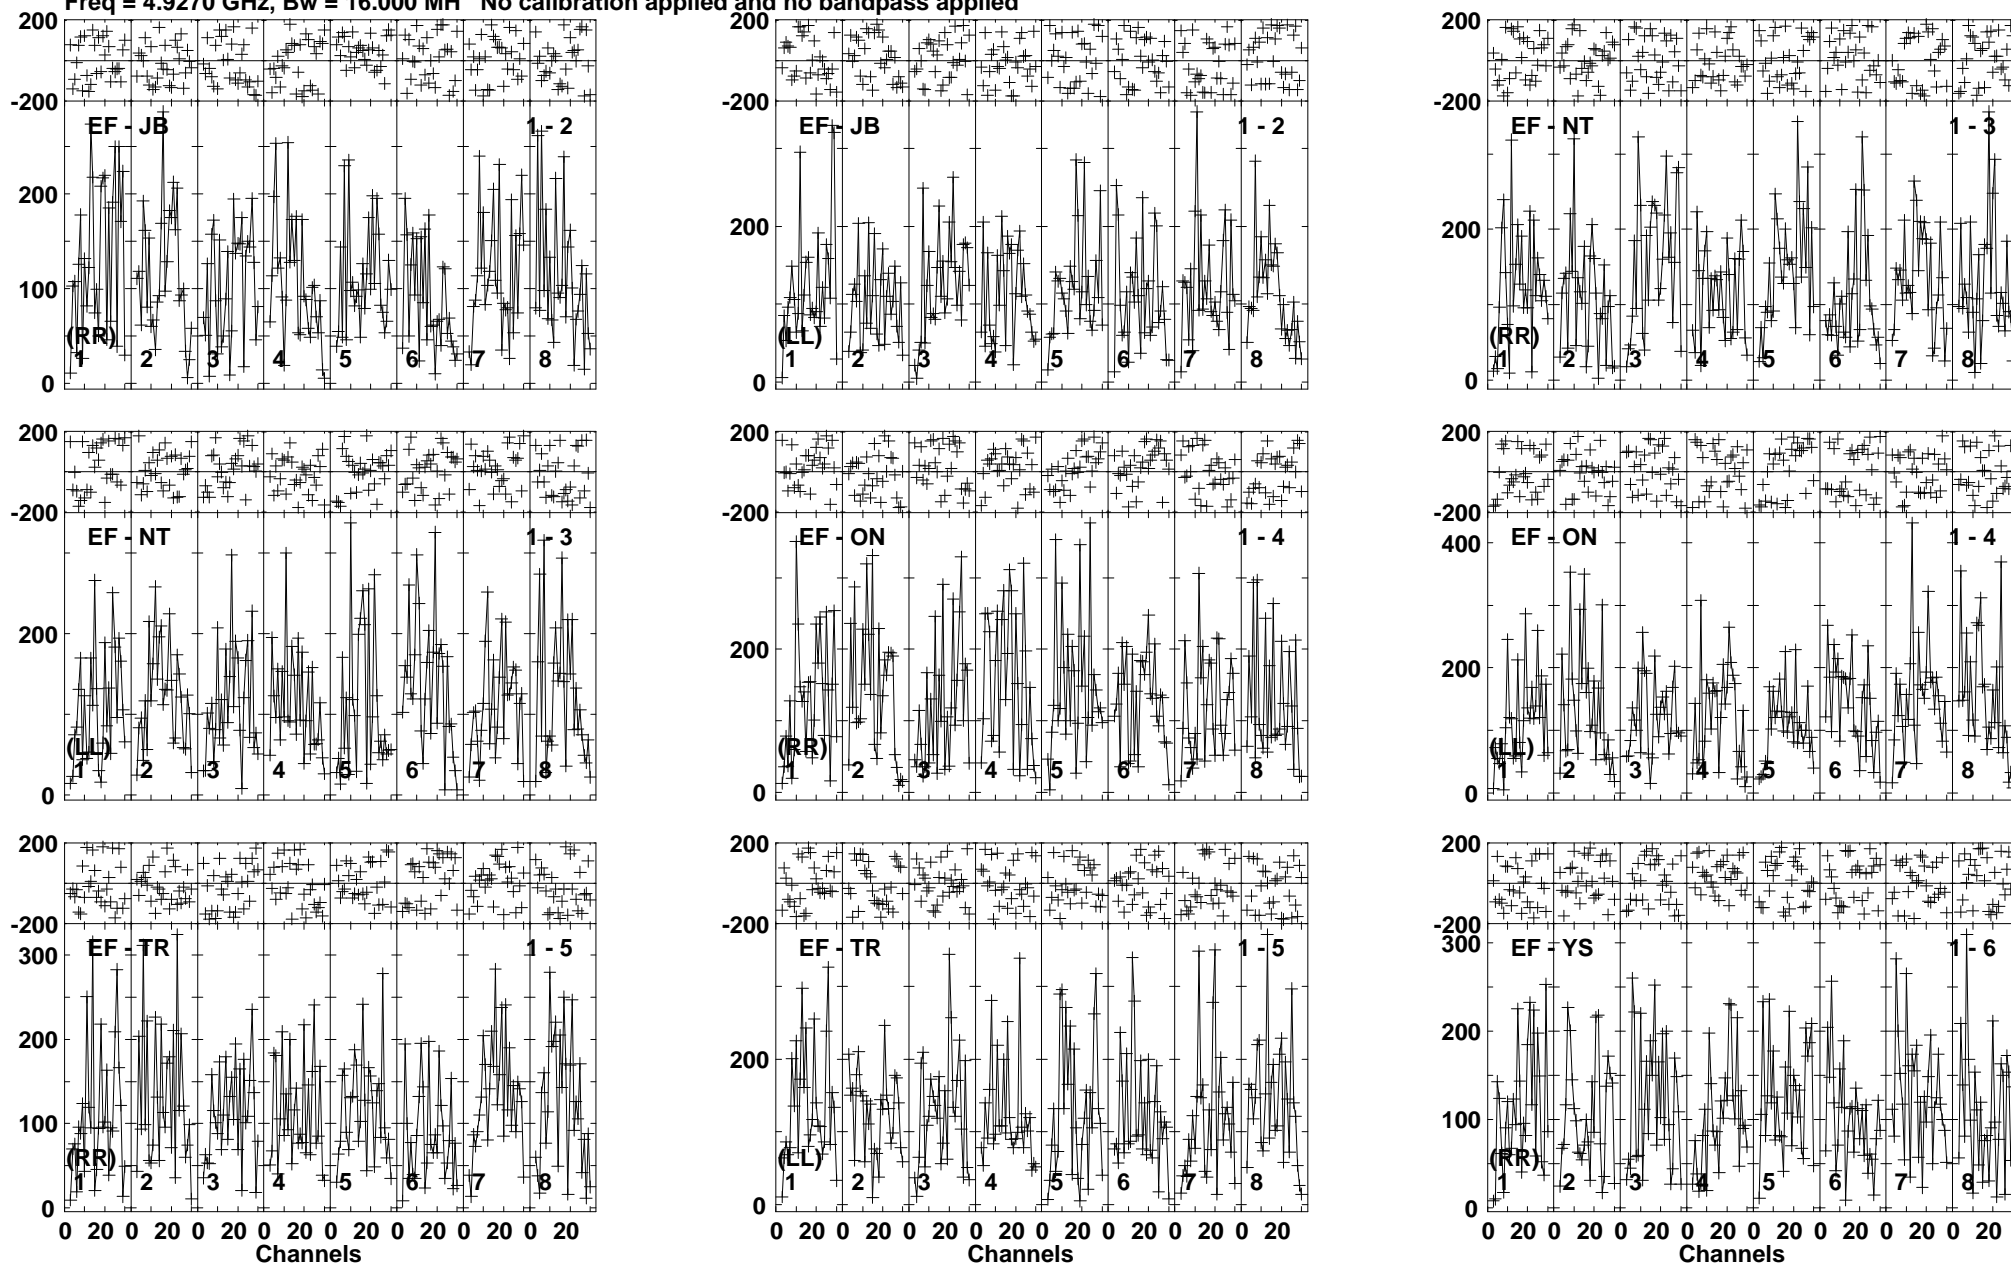 Freq = 4.9270 GHz, Bw = 16.000 MH No calibration applied and no bandpass applied
200
-200
EF - JB 1 - 2
200
100
0
(RR)
1 2 3 4 5 6 7 8
200
-200
EF - JB 1 - 2
200
0
(LL)
1 2 3 4 5 6 7 8
200
-200
EF - NT 1 - 3
200
0
(RR)
1 2 3 4 5 6 7 8
200
-200
EF - NT 1 - 3
200
0
(LL)
1 2 3 4 5 6 7 8
200
-200
EF - ON 1 - 4
200
0
(RR)
1 2 3 4 5 6 7 8
200
-200
EF - ON 1 - 4
400
200
0
(LL)
1 2 3 4 5 6 7 8
200
-200
EF - TR 1 - 5
300
200
100
0
(RR)
1 2 3 4 5 6 7 8
0 20 0 20 0 20 0 20 0 20 0 20 0 20 0 20
Channels
200
-200
EF - TR 1 - 5
200
0
(LL)
1 2 3 4 5 6 7 8
0 20 0 20 0 20 0 20 0 20 0 20 0 20 0 20
Channels
200
-200
EF - YS 1 - 6
300
200
100
0
(RR)
1 2 3 4 5 6 7 8
0 20 0 20 0 20 0 20 0 20 0 20 0 20 0 20
Channels